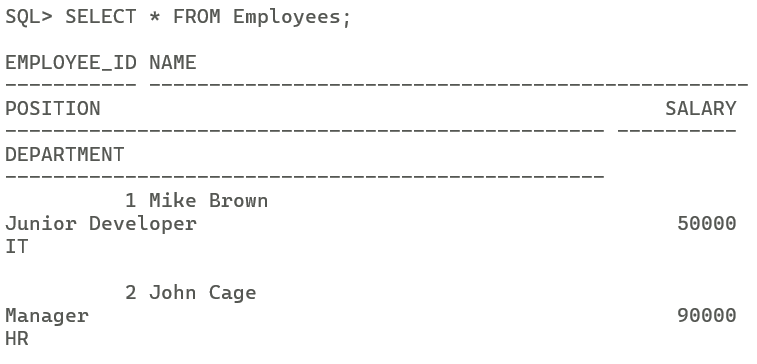 SQL> SELECT * FROM Employees;
EMPLOYEE_ID NAME
----------- --------------------------------------------------
POSITION                                               SALARY
-------------------------------------------------- ----------
DEPARTMENT
--------------------------------------------------
          1 Mike Brown
Junior Developer                                        50000
IT
          2 John Cage
Manager                                                 90000
HR